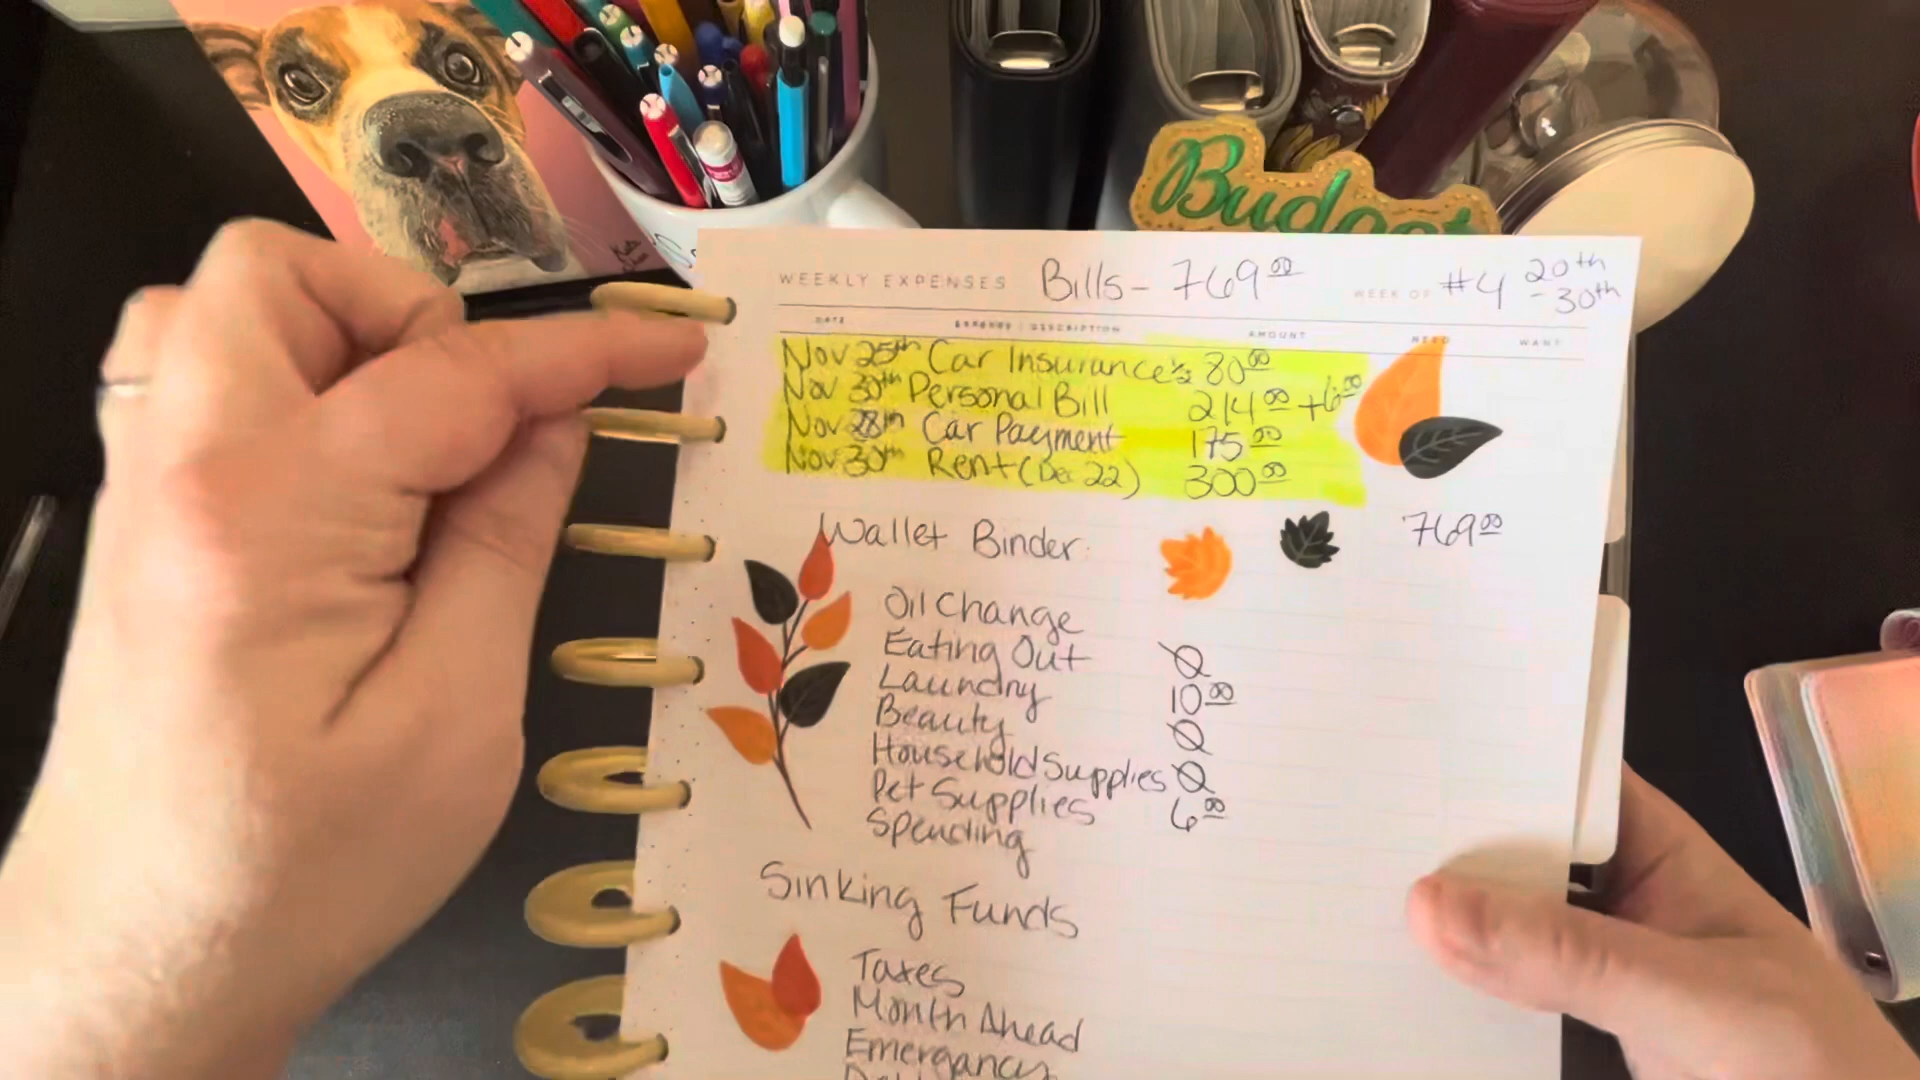 Budget
WEEKLY EXPENSES Bills - 769.00 WEEK OF #4 20th - 30th
DATE EXPENSE / DESCRIPTION AMOUNT NEED WANT
Nov 25th Car Insurance 1/2 80.00
Nov 30th Personal Bill 214.00 + 6.00
Nov 28th Car Payment 175.00
Nov 30th Rent (Dec 22) 300.00
Wallet Binder: 769.00
Oil Change
Eating Out Ø
Laundry 10.00
Beauty Ø
Household Supplies Ø
Pet Supplies 6.00
Spending
Sinking Funds
Taxes
Month Ahead
Emergancy